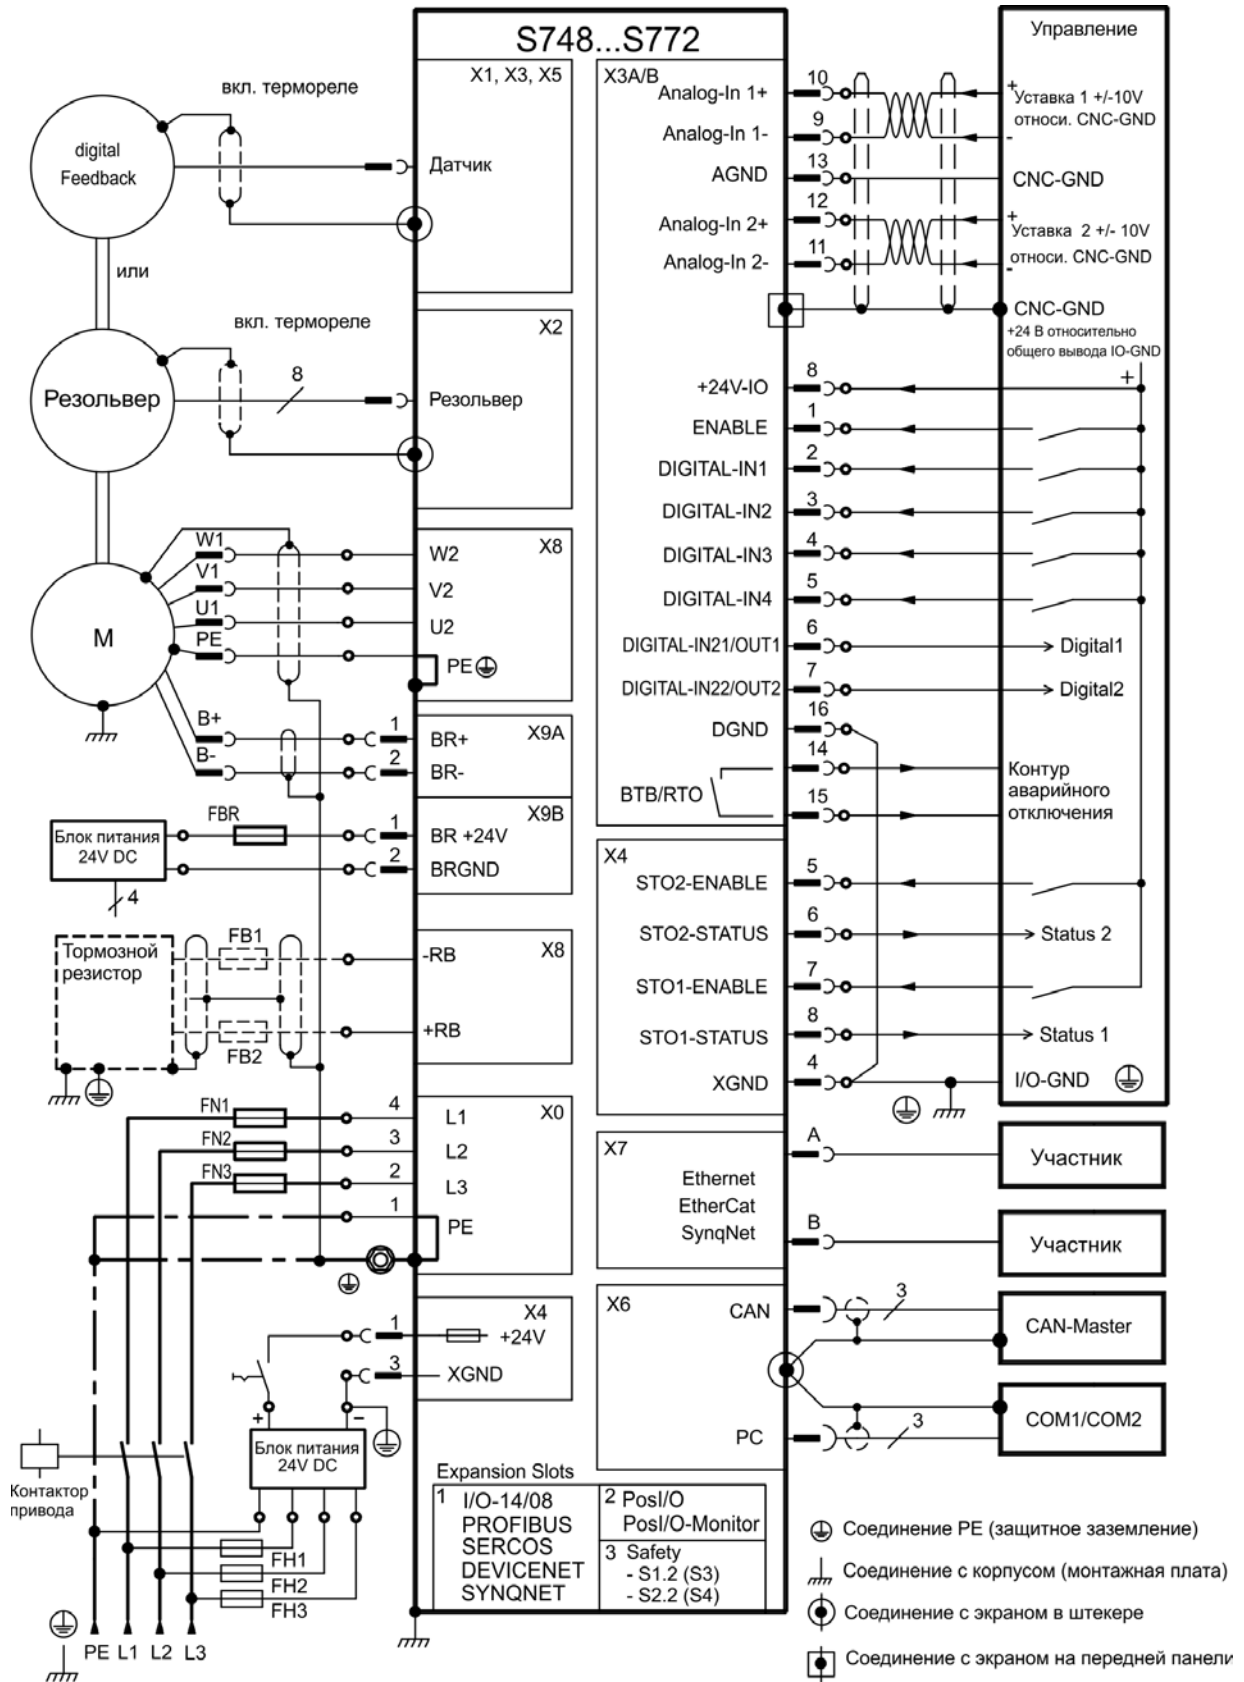 S748...S772
Управление
X1, X3, X5
вкл. термореле
digital
Feedback
Датчик
или
X2
вкл. термореле
8
Резольвер
Резольвер
X8
W1
W2
V1
V2
U1
U2
PE
PE
M
X9A
B+
1
BR+
B-
2
BR-
X9B
FBR
Блок питания
24V DC
1
BR +24V
2
BRGND
4
X8
Тормозной
резистор
FB1
-RB
FB2
+RB
X0
FN1
4
L1
FN2
3
L2
FN3
2
L3
1
PE
X4
1
+24V
3
XGND
+
−
Блок питания
24V DC
Контактор
привода
FH1
FH2
FH3
PE L1 L2 L3
Expansion Slots
1 I/O-14/08
PROFIBUS
SERCOS
DEVICENET
SYNQNET
2 PosI/O
PosI/O-Monitor
3 Safety
- S1.2 (S3)
- S2.2 (S4)
X3A/B
Analog-In 1+
10
+
Уставка 1 +/-10V
относи. CNC-GND
Analog-In 1-
9
-
AGND
13
CNC-GND
Analog-In 2+
12
+
Уставка 2 +/- 10V
относи. CNC-GND
Analog-In 2-
11
-
CNC-GND
+24 В относительно
общего вывода IO-GND
+
+24V-IO
8
ENABLE
1
DIGITAL-IN1
2
DIGITAL-IN2
3
DIGITAL-IN3
4
DIGITAL-IN4
5
DIGITAL-IN21/OUT1
6
Digital1
DIGITAL-IN22/OUT2
7
Digital2
DGND
16
BTB/RTO
14
15
Контур
аварийного
отключения
X4
STO2-ENABLE
5
STO2-STATUS
6
Status 2
STO1-ENABLE
7
STO1-STATUS
8
Status 1
XGND
4
I/O-GND
X7
Ethernet
EtherCat
SynqNet
A
Участник
B
Участник
X6
CAN
3
CAN-Master
PC
3
COM1/COM2
Соединение PE (защитное заземление)
Соединение с корпусом (монтажная плата)
Соединение с экраном в штекере
Соединение с экраном на передней панели